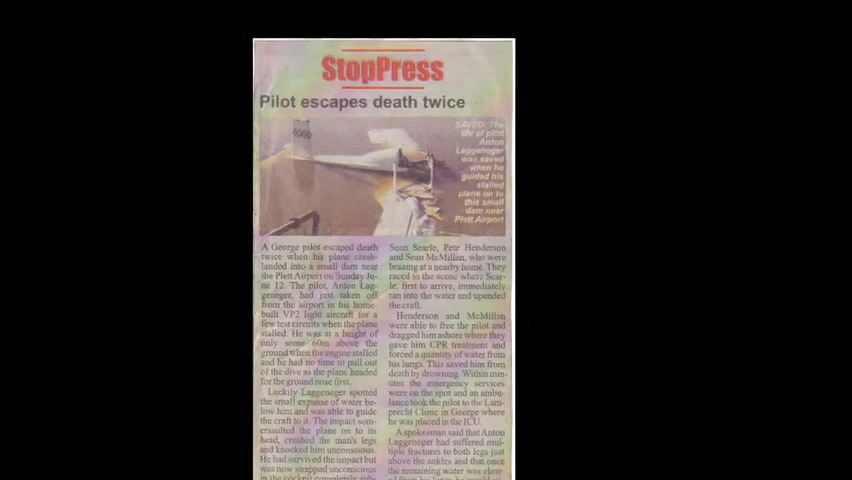 StopPress
Pilot escapes death twice
SAVED: The
life of pilot
Anton
Laggeneger
was saved
when he
guided his
stalled
plane on to
this small
dam near
Plett Airport
A George pilot escaped death
twice when his plane crash-
landed into a small dam near
the Plett Airport on Sunday Ju-
ne 12. The pilot, Anton Lag-
geneger, had just taken off
from the airport in his home-
built VP2 light aircraft for a
few test circuits when the plane
stalled. He was at a height of
only some 60m above the
ground when the engine stalled
and he had no time to pull out
of the dive as the plane headed
for the ground nose first.
Luckily Laggeneger spotted
the small expanse of water be-
low him and was able to guide
the craft to it. The impact som-
ersaulted the plane on to its
head, crushed the man's legs
and knocked him unconscious.
He had survived the impact but
was now strapped unconscious
in the cockpit completely sub-
Sean Searle, Pete Henderson
and Sean McMillan, who were
braaing at a nearby home. They
raced to the scene where Sear-
le, first to arrive, immediately
ran into the water and upended
the craft.
Henderson and McMillan
were able to free the pilot and
dragged him ashore where they
gave him CPR treatment and
forced a quantity of water from
his lungs. This saved him from
death by drowning. Within min-
utes the emergency services
were on the spot and an ambu-
lance took the pilot to the Lam-
precht Clinic in George where
he was placed in the ICU.
A spokesman said that Anton
Laggeneger had suffered mul-
tiple fractures to both legs just
above the ankles and that once
the remaining water was clear-